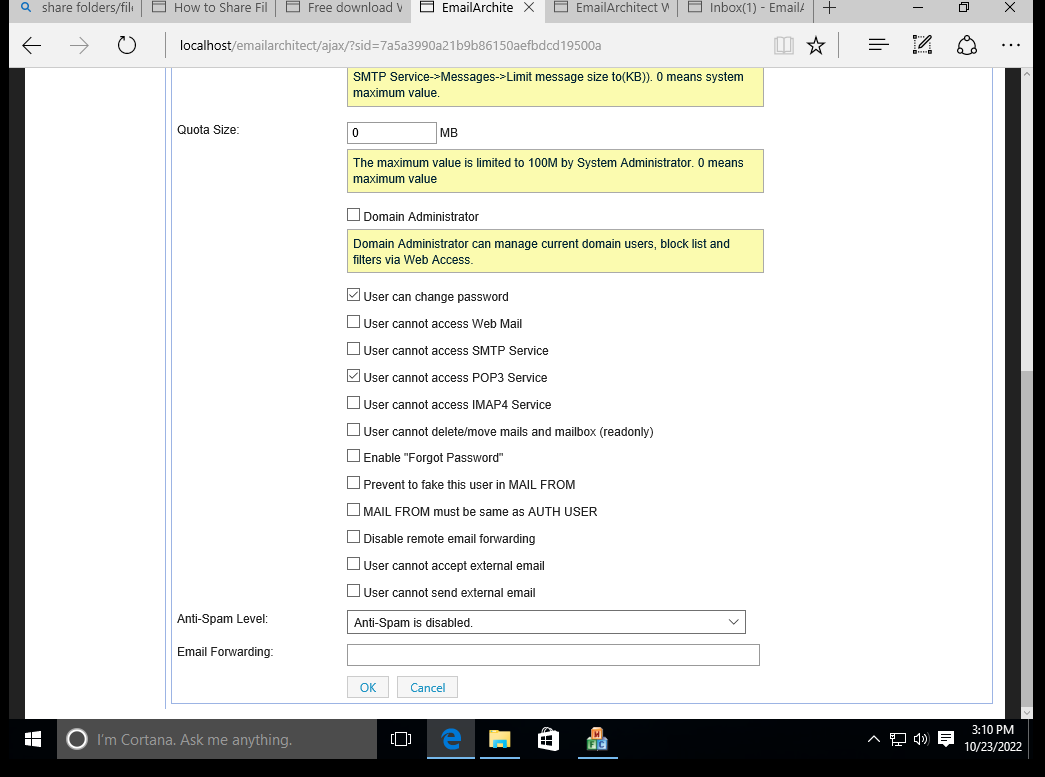 share folders/file
How to Share Fil
Free download V
EmailArchite
EmailArchitect W
Inbox(1) - EmailA
localhost/emailarchitect/ajax/?sid=7a5a3990a21b9b86150aefbdcd19500a
SMTP Service->Messages->Limit message size to(KB)). 0 means system
maximum value.
Quota Size:
0 MB
The maximum value is limited to 100M by System Administrator. 0 means
maximum value
Domain Administrator
Domain Administrator can manage current domain users, block list and
filters via Web Access.
User can change password
User cannot access Web Mail
User cannot access SMTP Service
User cannot access POP3 Service
User cannot access IMAP4 Service
User cannot delete/move mails and mailbox (readonly)
Enable "Forgot Password"
Prevent to fake this user in MAIL FROM
MAIL FROM must be same as AUTH USER
Disable remote email forwarding
User cannot accept external email
User cannot send external email
Anti-Spam Level:
Anti-Spam is disabled.
Email Forwarding:
OK
Cancel
I'm Cortana. Ask me anything.
H
F C
3:10 PM
10/23/2022